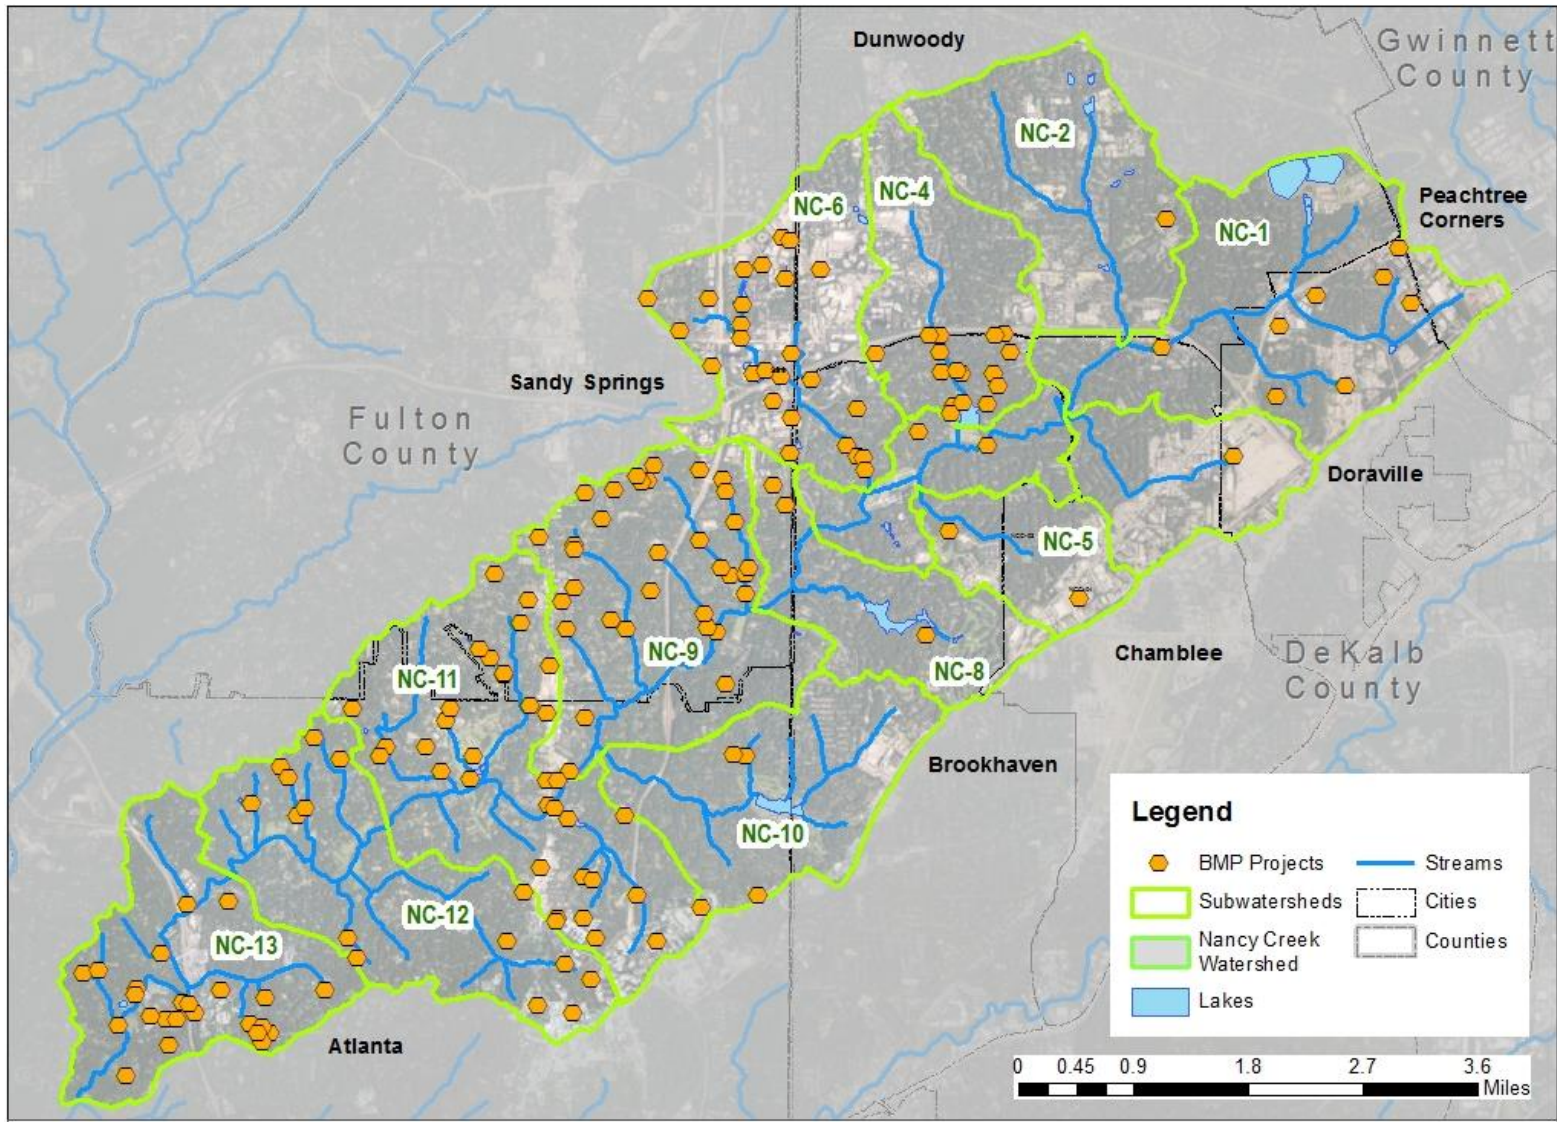 Dunwoody
Gwinnett
County
NC-2
Peachtree
Corners
NC-6
NC-4
NC-1
Sandy Springs
Fulton
County
Doraville
NC-5
NC-9
NC-8
Chamblee
DeKalb
County
NC-11
Brookhaven
NC-10
NC-12
NC-13
Atlanta
Legend
BMP Projects
Streams
Subwatersheds
Cities
Nancy Creek
Watershed
Counties
Lakes
0 0.45 0.9 1.8 2.7 3.6
Miles